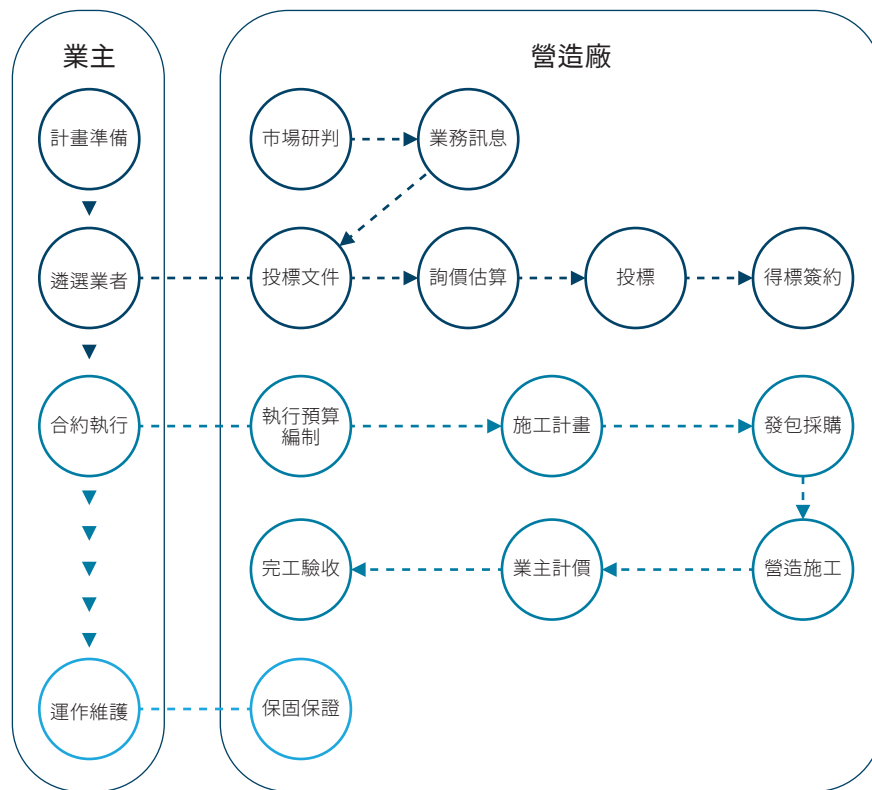 業主
營造廠
計畫準備
市場研判
業務訊息
遴選業者
投標文件
詢價估算
投標
得標簽約
合約執行
執行預算
編制
施工計畫
發包採購
完工驗收
業主計價
營造施工
運作維護
保固保證